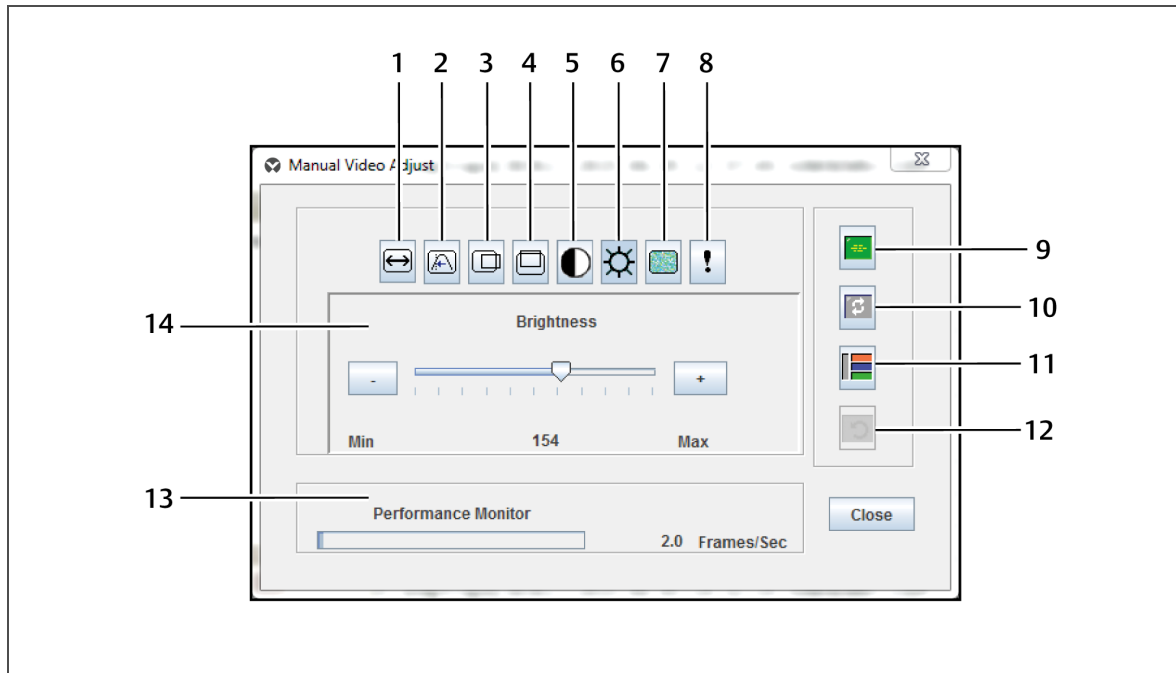 1 2 3 4 5 6 7 8
Manual Video Adjust
9
10
11
12
14
Brightness
- +
Min 154 Max
13
Performance Monitor
2.0 Frames/Sec
Close